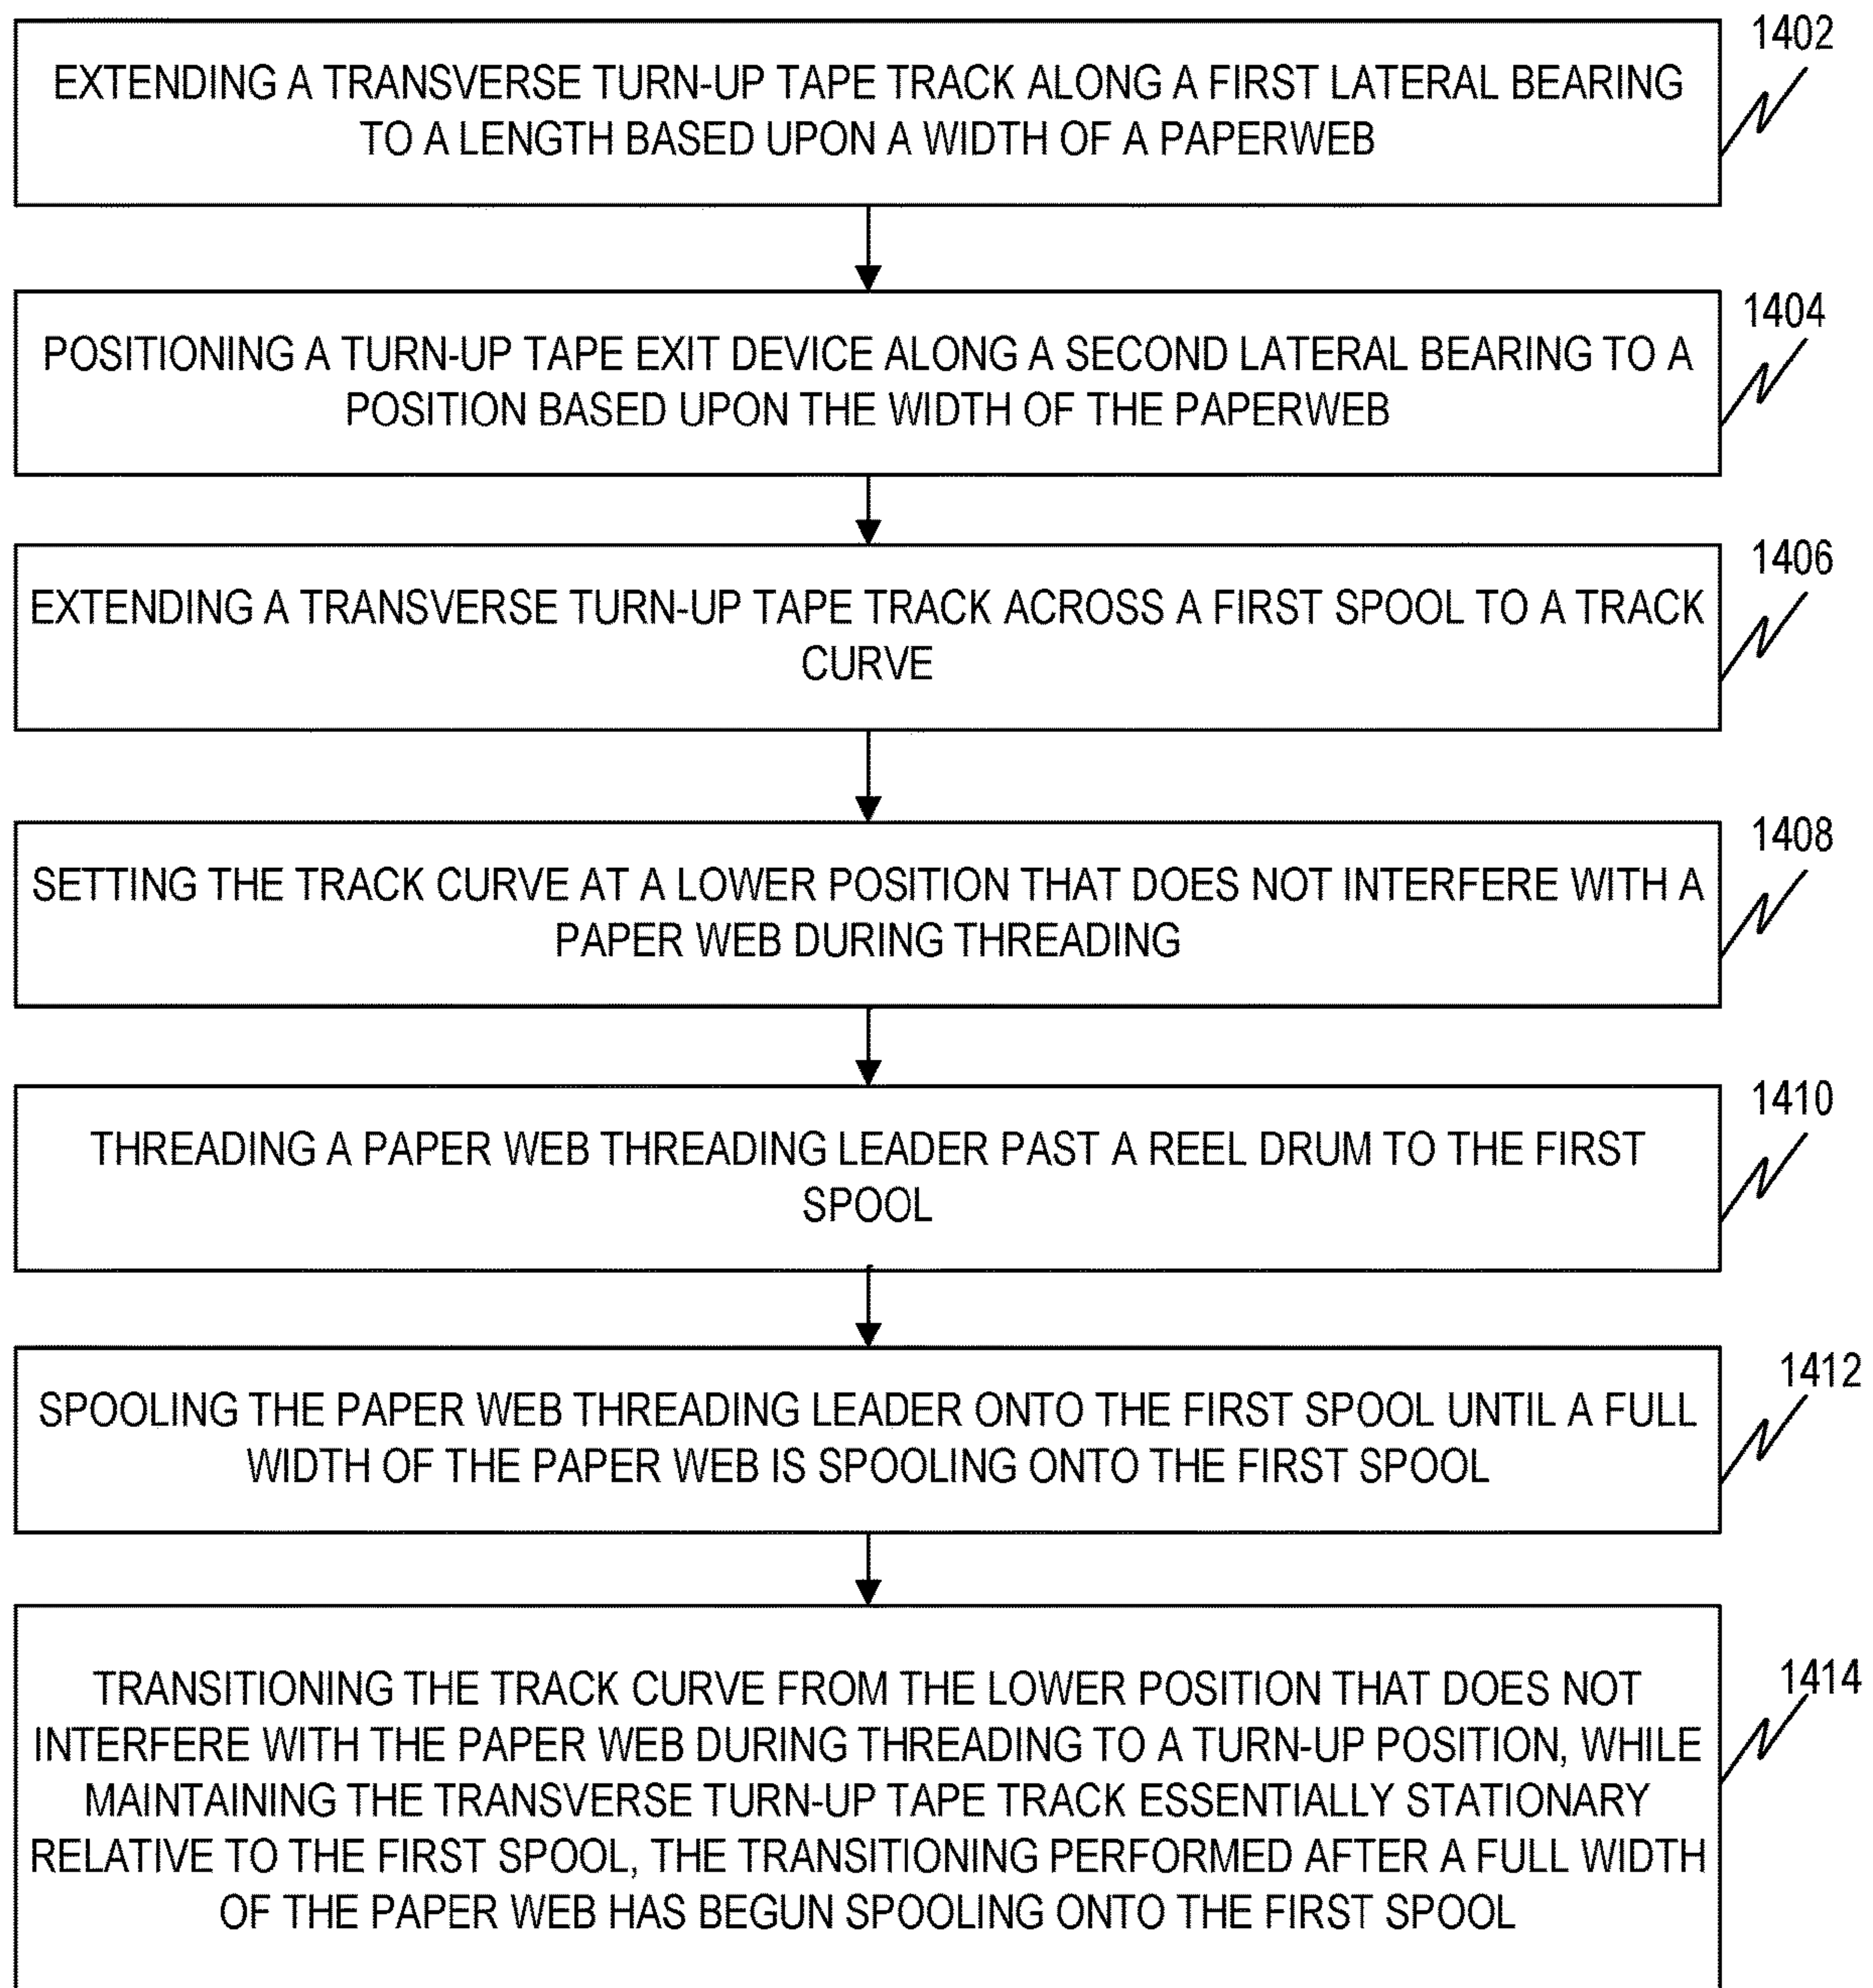 1402
EXTENDING A TRANSVERSE TURN-UP TAPE TRACK ALONG A FIRST LATERAL BEARING
TO A LENGTH BASED UPON A WIDTH OF A PAPERWEB
1404
POSITIONING A TURN-UP TAPE EXIT DEVICE ALONG A SECOND LATERAL BEARING TO A
POSITION BASED UPON THE WIDTH OF THE PAPERWEB
1406
EXTENDING A TRANSVERSE TURN-UP TAPE TRACK ACROSS A FIRST SPOOL TO A TRACK
CURVE
1408
SETTING THE TRACK CURVE AT A LOWER POSITION THAT DOES NOT INTERFERE WITH A
PAPER WEB DURING THREADING
1410
THREADING A PAPER WEB THREADING LEADER PAST A REEL DRUM TO THE FIRST
SPOOL
1412
SPOOLING THE PAPER WEB THREADING LEADER ONTO THE FIRST SPOOL UNTIL A FULL
WIDTH OF THE PAPER WEB IS SPOOLING ONTO THE FIRST SPOOL
1414
TRANSITIONING THE TRACK CURVE FROM THE LOWER POSITION THAT DOES NOT
INTERFERE WITH THE PAPER WEB DURING THREADING TO A TURN-UP POSITION, WHILE
MAINTAINING THE TRANSVERSE TURN-UP TAPE TRACK ESSENTIALLY STATIONARY
RELATIVE TO THE FIRST SPOOL, THE TRANSITIONING PERFORMED AFTER A FULL WIDTH
OF THE PAPER WEB HAS BEGUN SPOOLING ONTO THE FIRST SPOOL